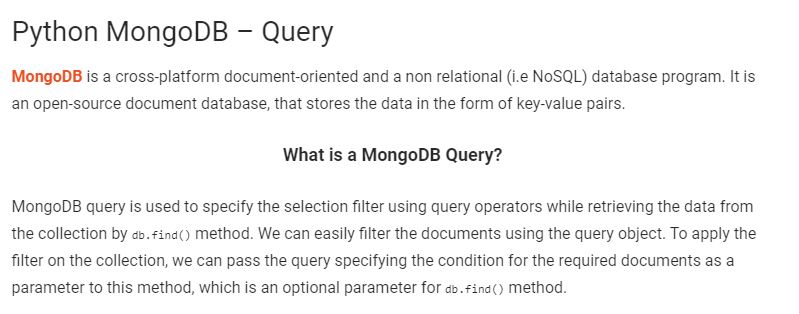 Python MongoDB – Query
MongoDB is a cross-platform document-oriented and a non relational (i.e NoSQL) database program. It is
an open-source document database, that stores the data in the form of key-value pairs.
What is a MongoDB Query?
MongoDB query is used to specify the selection filter using query operators while retrieving the data from
the collection by db.find() method. We can easily filter the documents using the query object. To apply the
filter on the collection, we can pass the query specifying the condition for the required documents as a
parameter to this method, which is an optional parameter for db.find() method.